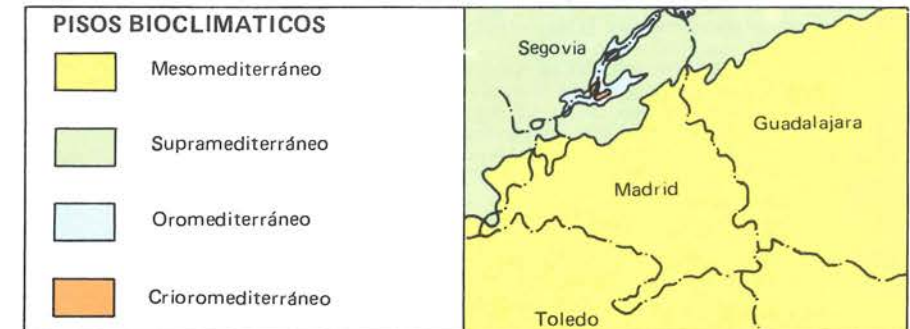 PISOS BIOCLIMATICOS
Mesomediterráneo
Supramediterráneo
Oromediterráneo
Crioromediterráneo
Segovia
Guadalajara
Madrid
Toledo